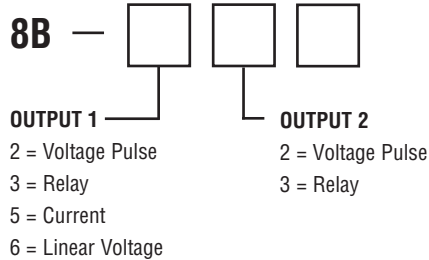 8B —
OUTPUT 1
2 = Voltage Pulse
3 = Relay
5 = Current
6 = Linear Voltage
OUTPUT 2
2 = Voltage Pulse
3 = Relay